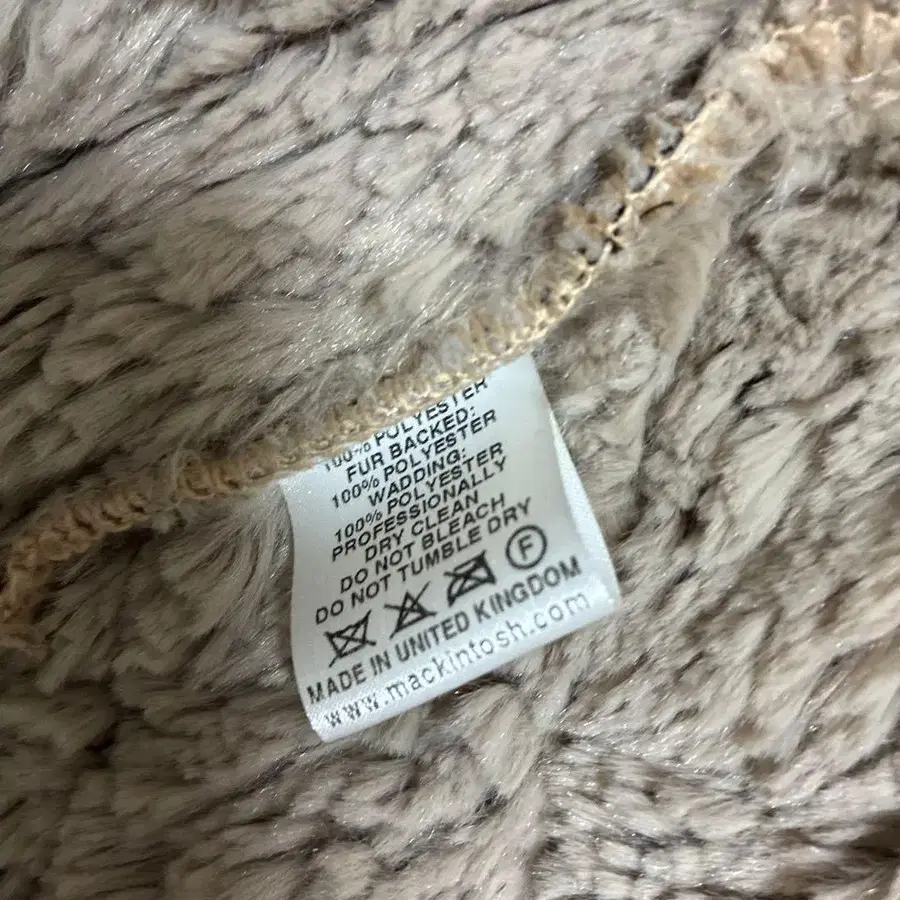 100% POLYESTER
FUR BACKED:
100% POLYESTER
WADDING:
100% POLYESTER
PROFESSIONALLY
DRY CLEAN
DO NOT BLEACH
DO NOT TUMBLE DRY
F
MADE IN UNITED KINGDOM
www.mackintosh.com